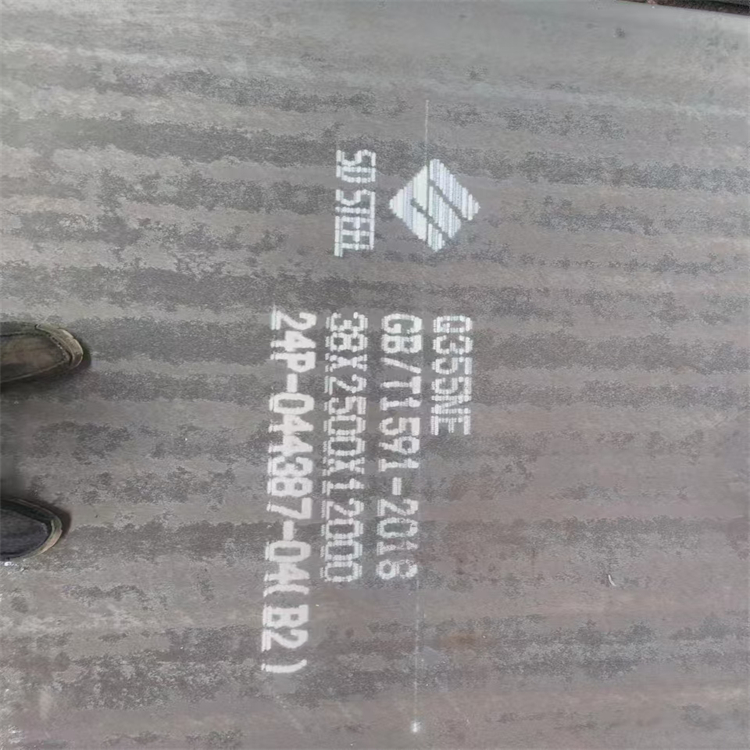 SD STEEL
Q355NE
GB/T1591-2018
38X2500X12000
24P-044387-04(B2)